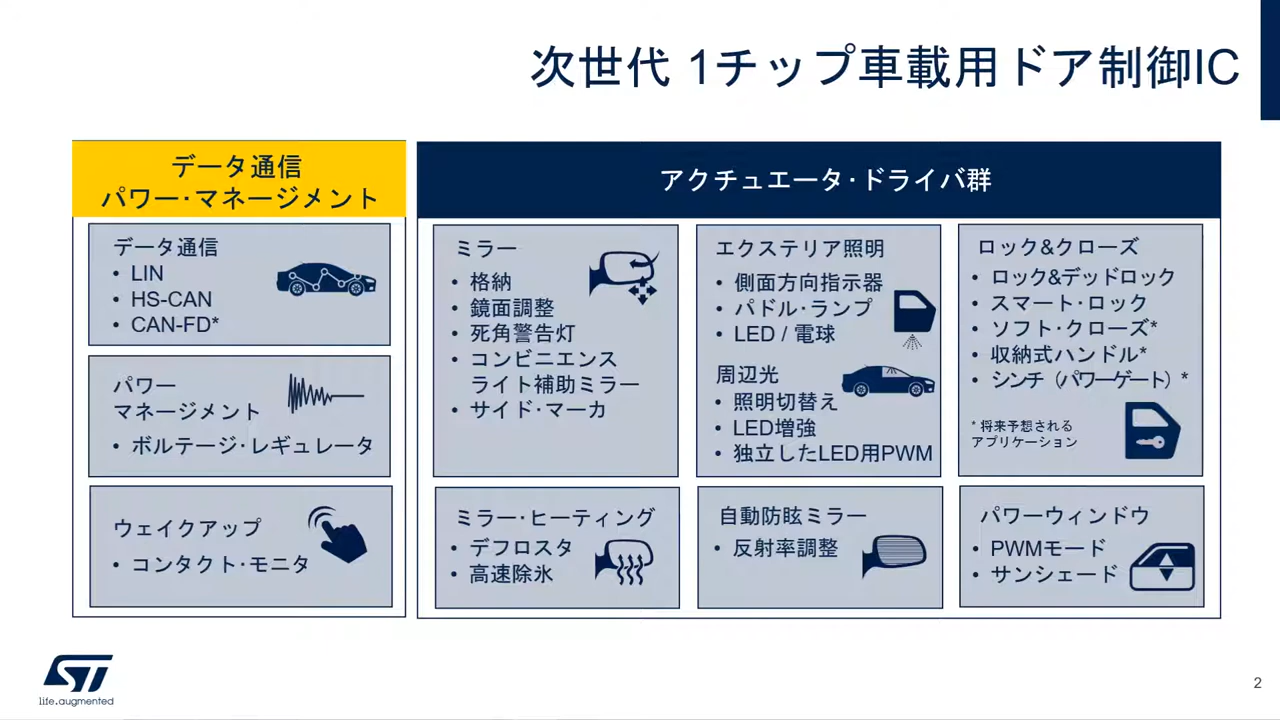 次世代 1チップ車載用ドア制御IC
データ通信
パワー・マネージメント
データ通信
• LIN
• HS-CAN
• CAN-FD*
パワー
マネージメント
• ボルテージ・レギュレータ
ウェイクアップ
• コンタクト・モニタ
アクチュエータ・ドライバ群
ミラー
• 格納
• 鏡面調整
• 死角警告灯
• コンビニエンス
ライト補助ミラー
• サイド・マーカ
エクステリア照明
• 側面方向指示器
• パドル・ランプ
• LED / 電球
周辺光
• 照明切替え
• LED増強
• 独立したLED用PWM
ロック&クローズ
• ロック&デッドロック
• スマート・ロック
• ソフト・クローズ*
• 収納式ハンドル*
• シンチ（パワーゲート）*
* 将来予想される
アプリケーション
ミラー・ヒーティング
• デフロスタ
• 高速除氷
自動防眩ミラー
• 反射率調整
パワーウィンドウ
• PWMモード
• サンシェード
ST
life.augmented
2